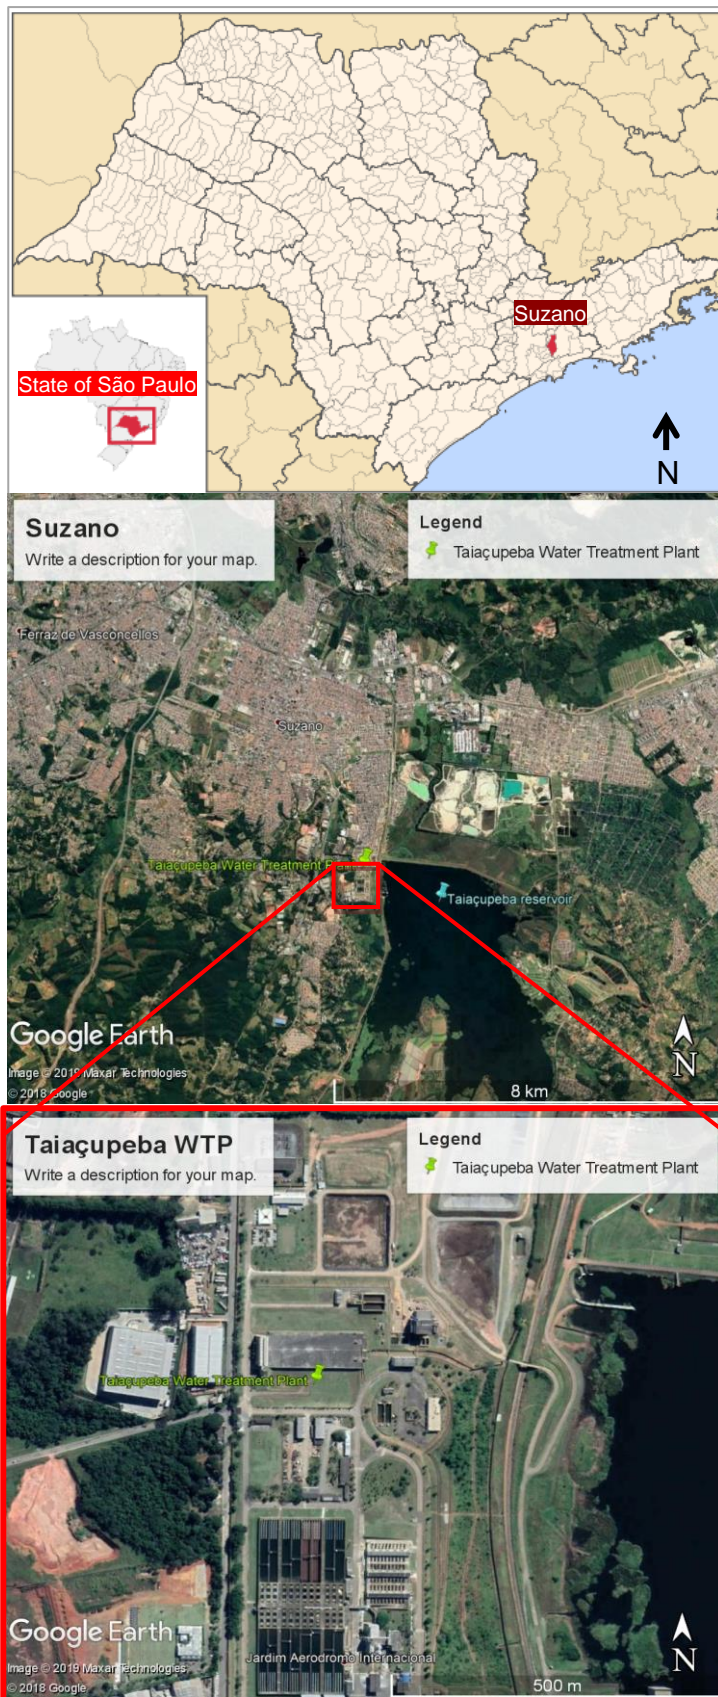 Suzano
State of São Paulo
N
Suzano
Write a description for your map.
Legend
Taiaçupeba Water Treatment Plant
Ferraz de Vasconcellos
Suzano
Taiaçupeba Water Treatment Plant
Taiaçupeba reservoir
Google Earth
Image © 2019 Maxar Technologies
© 2018 Google
8 km
N
Taiaçupeba WTP
Write a description for your map.
Legend
Taiaçupeba Water Treatment Plant
Taiaçupeba Water Treatment Plant
Google Earth
Jardim Aerodromo Internacional
Image © 2019 Maxar Technologies
© 2018 Google
500 m
N